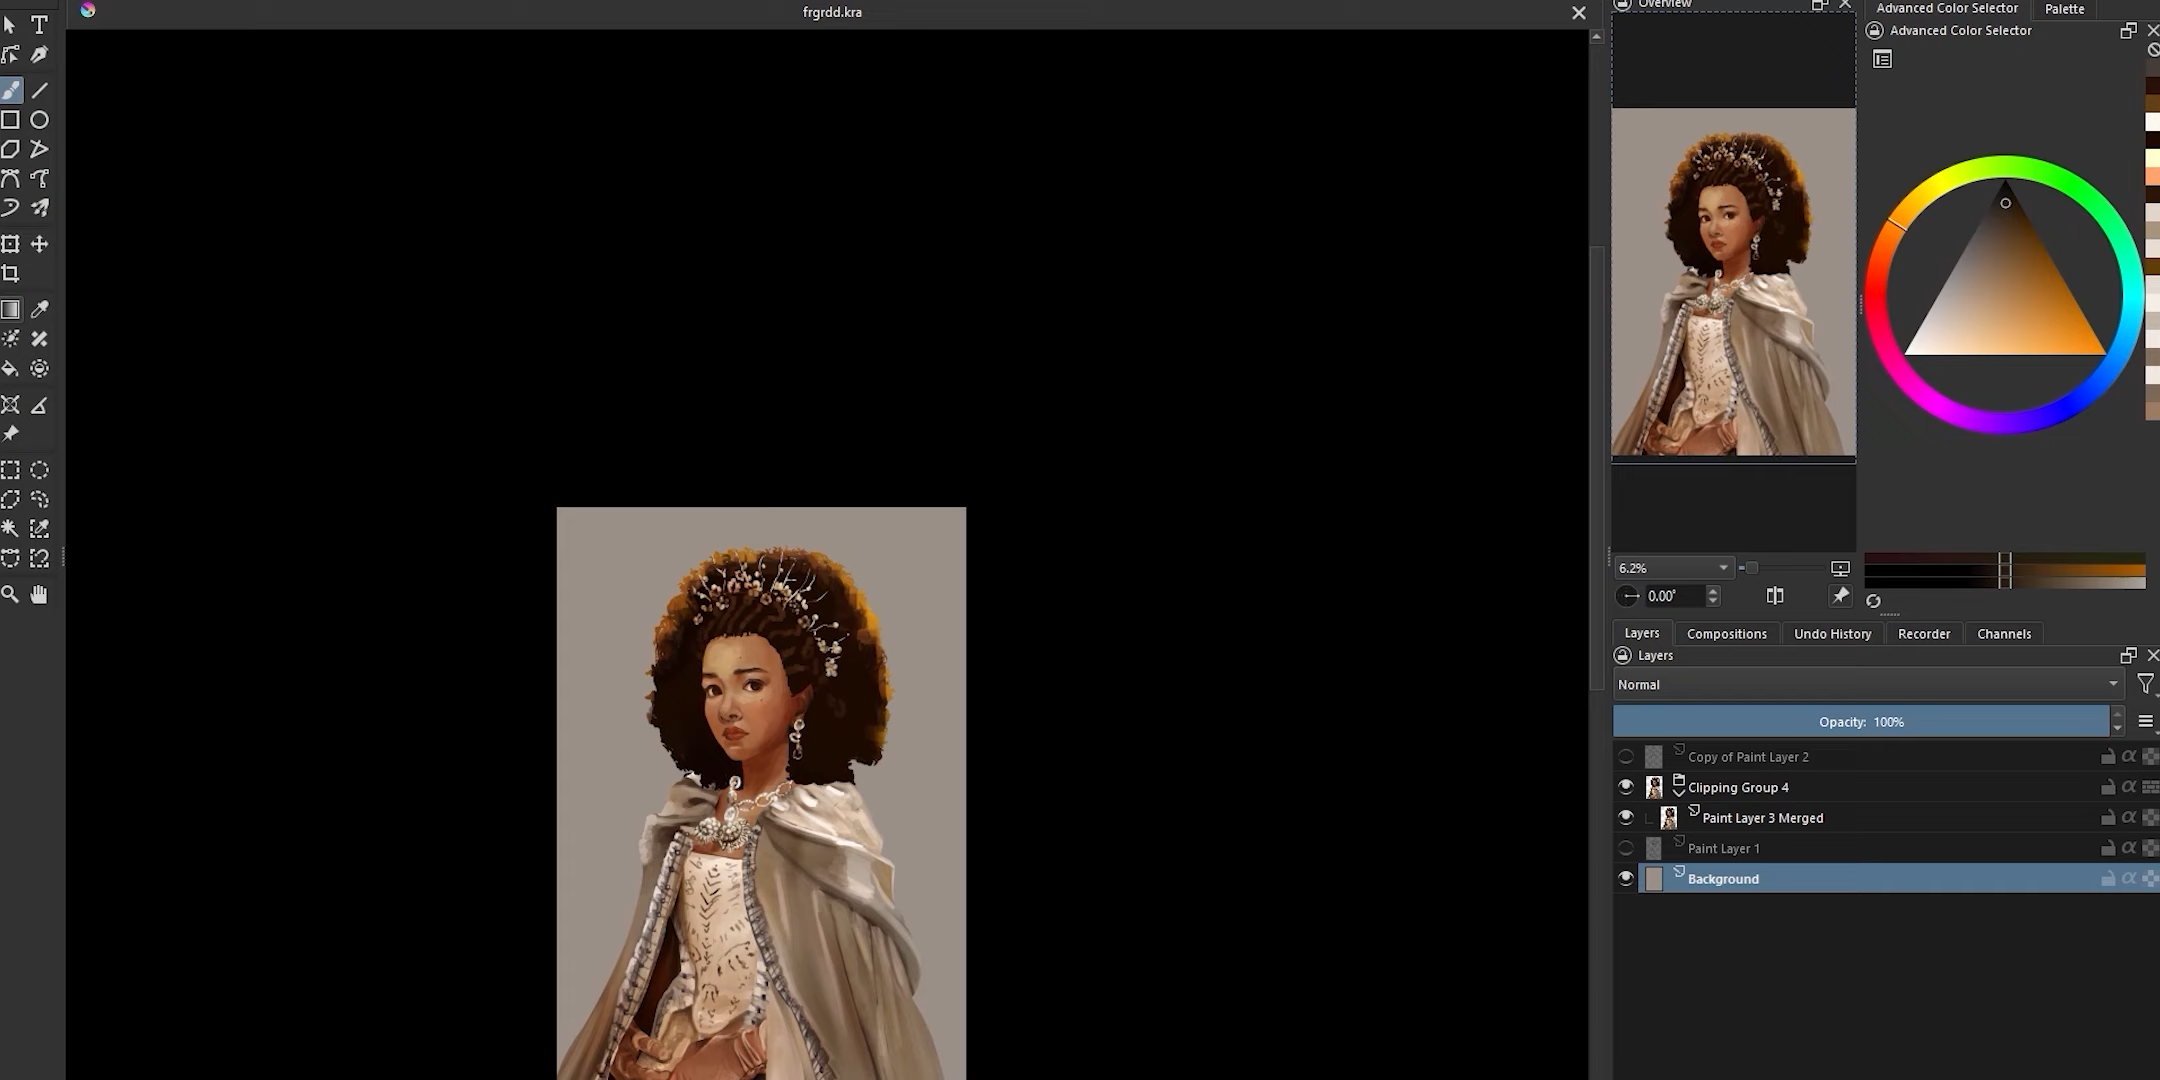 frgrdd.kra
Overview
Advanced Color Selector
Palette
Advanced Color Selector
6.2%
0.00°
Layers
Compositions
Undo History
Recorder
Channels
Layers
Normal
Opacity: 100%
Copy of Paint Layer 2
Clipping Group 4
Paint Layer 3 Merged
Paint Layer 1
Background